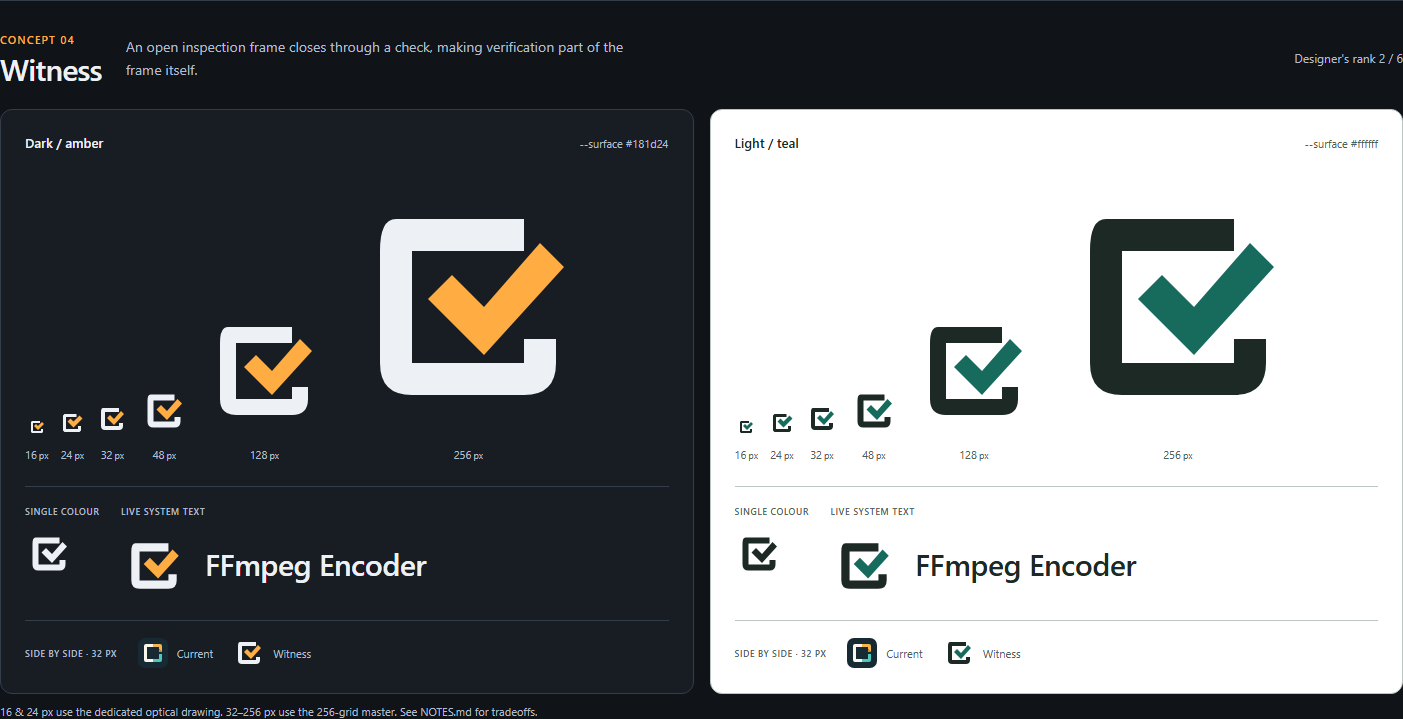 CONCEPT 04
Witness
An open inspection frame closes through a check, making verification part of the
frame itself.
Designer's rank 2 / 6
Dark / amber
--surface #181d24
16 px
24 px
32 px
48 px
128 px
256 px
SINGLE COLOUR
LIVE SYSTEM TEXT
FFmpeg Encoder
SIDE BY SIDE · 32 PX
Current
Witness
Light / teal
--surface #ffffff
16 px
24 px
32 px
48 px
128 px
256 px
SINGLE COLOUR
LIVE SYSTEM TEXT
FFmpeg Encoder
SIDE BY SIDE · 32 PX
Current
Witness
16 & 24 px use the dedicated optical drawing. 32–256 px use the 256-grid master. See NOTES.md for tradeoffs.